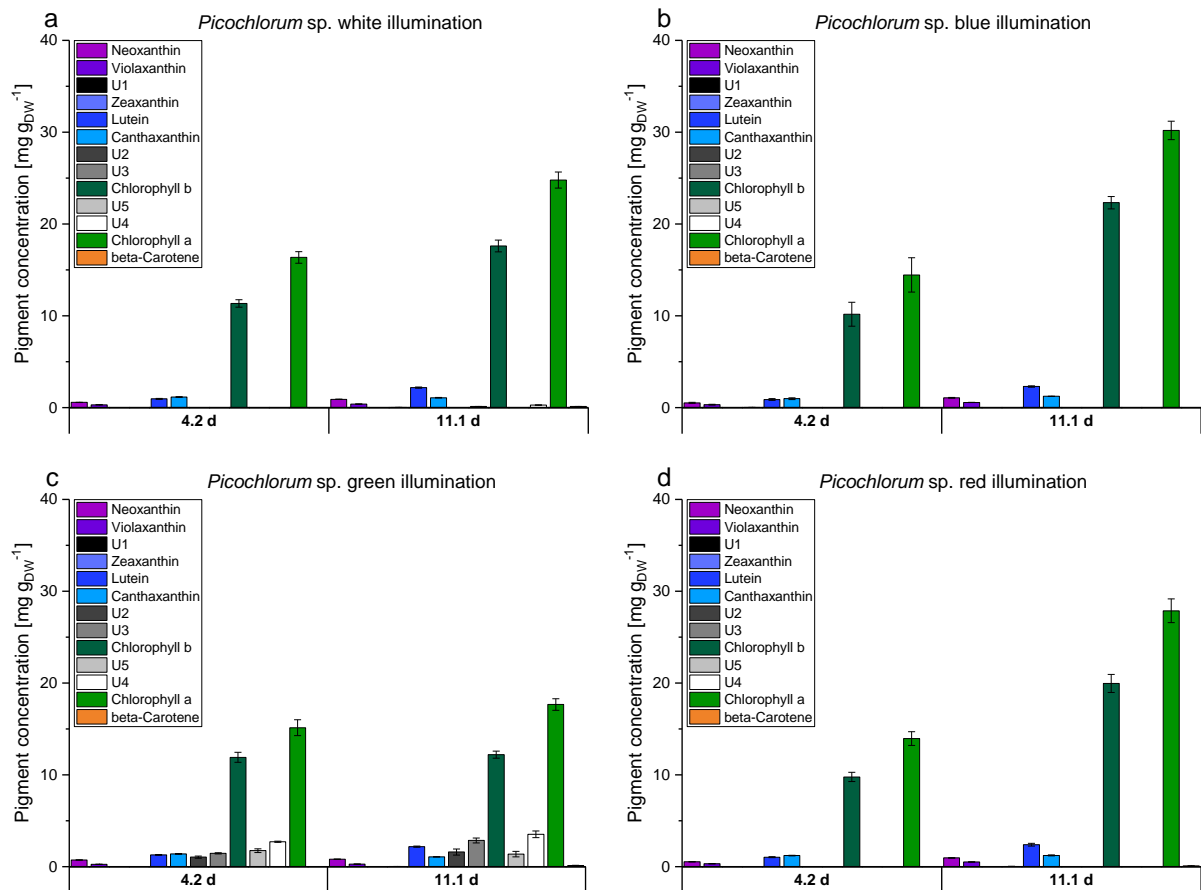 a
Picochlorum sp. white illumination
Pigment concentration [mg gDW-1]
40
30
20
10
0
Neoxanthin
Violaxanthin
U1
Zeaxanthin
Lutein
Canthaxanthin
U2
U3
Chlorophyll b
U5
U4
Chlorophyll a
beta-Carotene
4.2 d
11.1 d
b
Picochlorum sp. blue illumination
Pigment concentration [mg gDW-1]
40
30
20
10
0
Neoxanthin
Violaxanthin
U1
Zeaxanthin
Lutein
Canthaxanthin
U2
U3
Chlorophyll b
U5
U4
Chlorophyll a
beta-Carotene
4.2 d
11.1 d
c
Picochlorum sp. green illumination
Pigment concentration [mg gDW-1]
40
30
20
10
0
Neoxanthin
Violaxanthin
U1
Zeaxanthin
Lutein
Canthaxanthin
U2
U3
Chlorophyll b
U5
U4
Chlorophyll a
beta-Carotene
4.2 d
11.1 d
d
Picochlorum sp. red illumination
Pigment concentration [mg gDW-1]
40
30
20
10
0
Neoxanthin
Violaxanthin
U1
Zeaxanthin
Lutein
Canthaxanthin
U2
U3
Chlorophyll b
U5
U4
Chlorophyll a
beta-Carotene
4.2 d
11.1 d